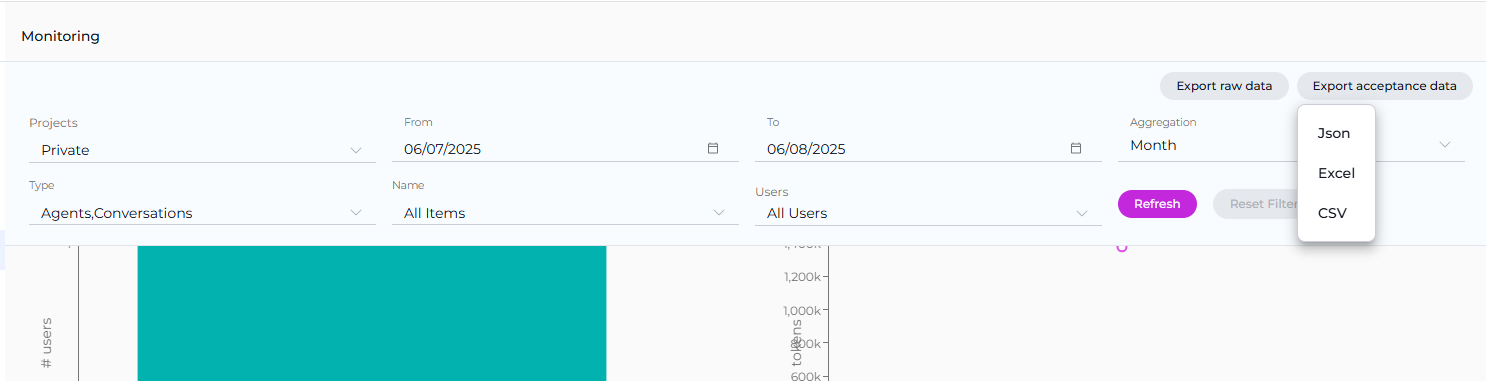 Monitoring
Export raw data
Export acceptance data
Projects
From
To
Aggregation
Private
06/07/2025
06/08/2025
Month
Json
Excel
CSV
Type
Name
Users
Agents,Conversations
All Items
All Users
Refresh
Reset Filter
# users
tokens
1,200k
1,000k
800k
600k